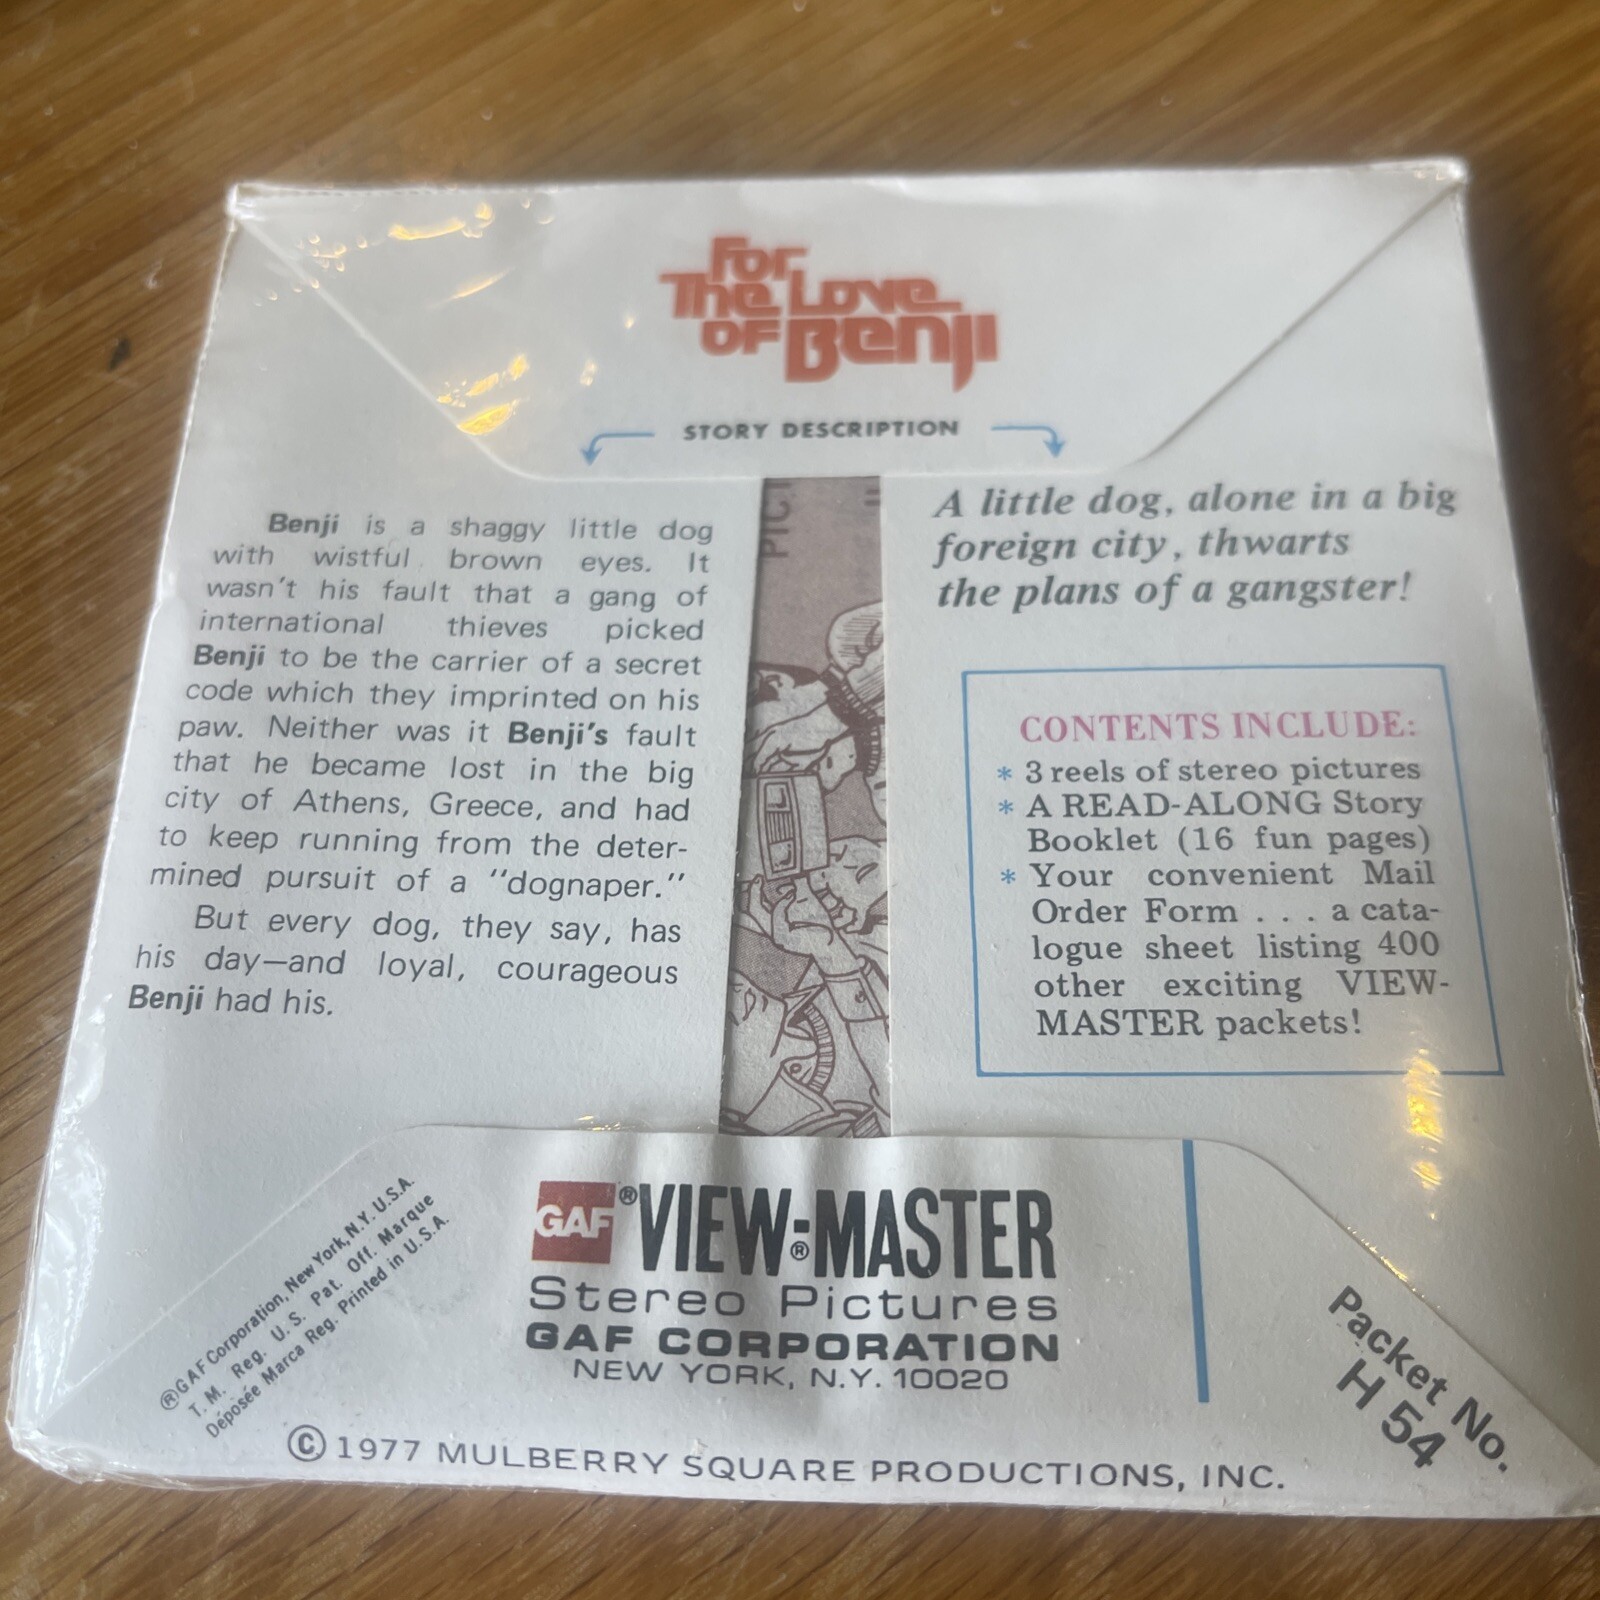 For
The Love
OF Benji
STORY DESCRIPTION
Benji is a shaggy little dog
with wistful brown eyes. It
wasn't his fault that a gang of
international thieves picked
Benji to be the carrier of a secret
code which they imprinted on his
paw. Neither was it Benji's fault
that he became lost in the big
city of Athens, Greece, and had
to keep running from the deter-
mined pursuit of a "dognaper."
But every dog, they say, has
his day—and loyal, courageous
Benji had his.
A little dog, alone in a big
foreign city, thwarts
the plans of a gangster!
CONTENTS INCLUDE:
* 3 reels of stereo pictures
* A READ-ALONG Story
Booklet (16 fun pages)
* Your convenient Mail
Order Form . . . a cata-
logue sheet listing 400
other exciting VIEW-
MASTER packets!
®GAF Corporation, New York, N.Y. U.S.A.
T. M. Reg. U. S. Pat. Off. Marque
Déposée Marca Reg. Printed in U.S.A.
GAF® VIEW-®MASTER
Stereo Pictures
GAF CORPORATION
NEW YORK, N.Y. 10020
Packet No.
H 54
© 1977 MULBERRY SQUARE PRODUCTIONS, INC.